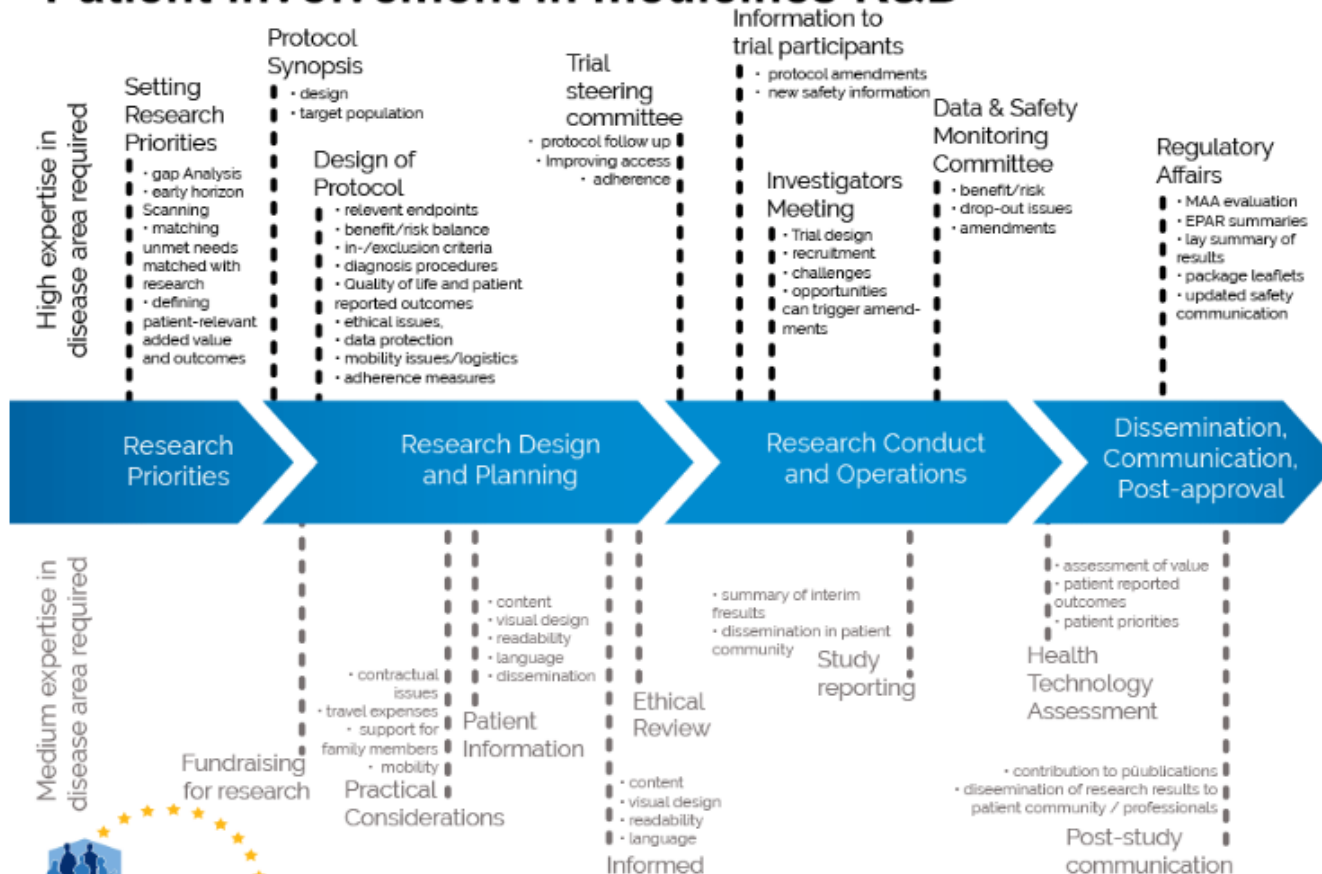 Patient involvement in medicines R&D
High expertise in
disease area required
Setting
Research
Priorities
• gap Analysis
• early horizon
Scanning
• matching
unmet needs
matched with
research
• defining
patient-relevant
added value
and outcomes
Protocol
Synopsis
• design
• target population
Design of
Protocol
• relevent endpoints
• benefit/risk balance
• in-/exclusion criteria
• diagnosis procedures
• Quality of life and patient
reported outcomes
• ethical issues,
• data protection
• mobility issues/logistics
• adherence measures
Trial
steering
committee
• protocol follow up
• Improving access
• adherence
Information to
trial participants
• protocol amendments
• new safety information
Investigators
Meeting
• Trial design
• recruitment
• challenges
• opportunities
can trigger amend-
ments
Data & Safety
Monitoring
Committee
• benefit/risk
• drop-out issues
• amendments
Regulatory
Affairs
• MAA evaluation
• EPAR summaries
• lay summary of
results
• package leaflets
• updated safety
communication
Research
Priorities
Research Design
and Planning
Research Conduct
and Operations
Dissemination,
Communication,
Post-approval
Medium expertise in
disease area required
Fundraising
for research
• contractual
issues
• travel expenses
• support for
family members
• mobility
Practical
Considerations
• content
• visual design
• readability
• language
• dissemination
Patient
Information
Ethical
Review
• content
• visual design
• readability
• language
Informed
• summary of interim
fresults
• dissemination in patient
community
Study
reporting
• assessment of value
• patient reported
outcomes
• patient priorities
Health
Technology
Assessment
• contribution to püublications
• diseemination of research results to
patient community / professionals
Post-study
communication